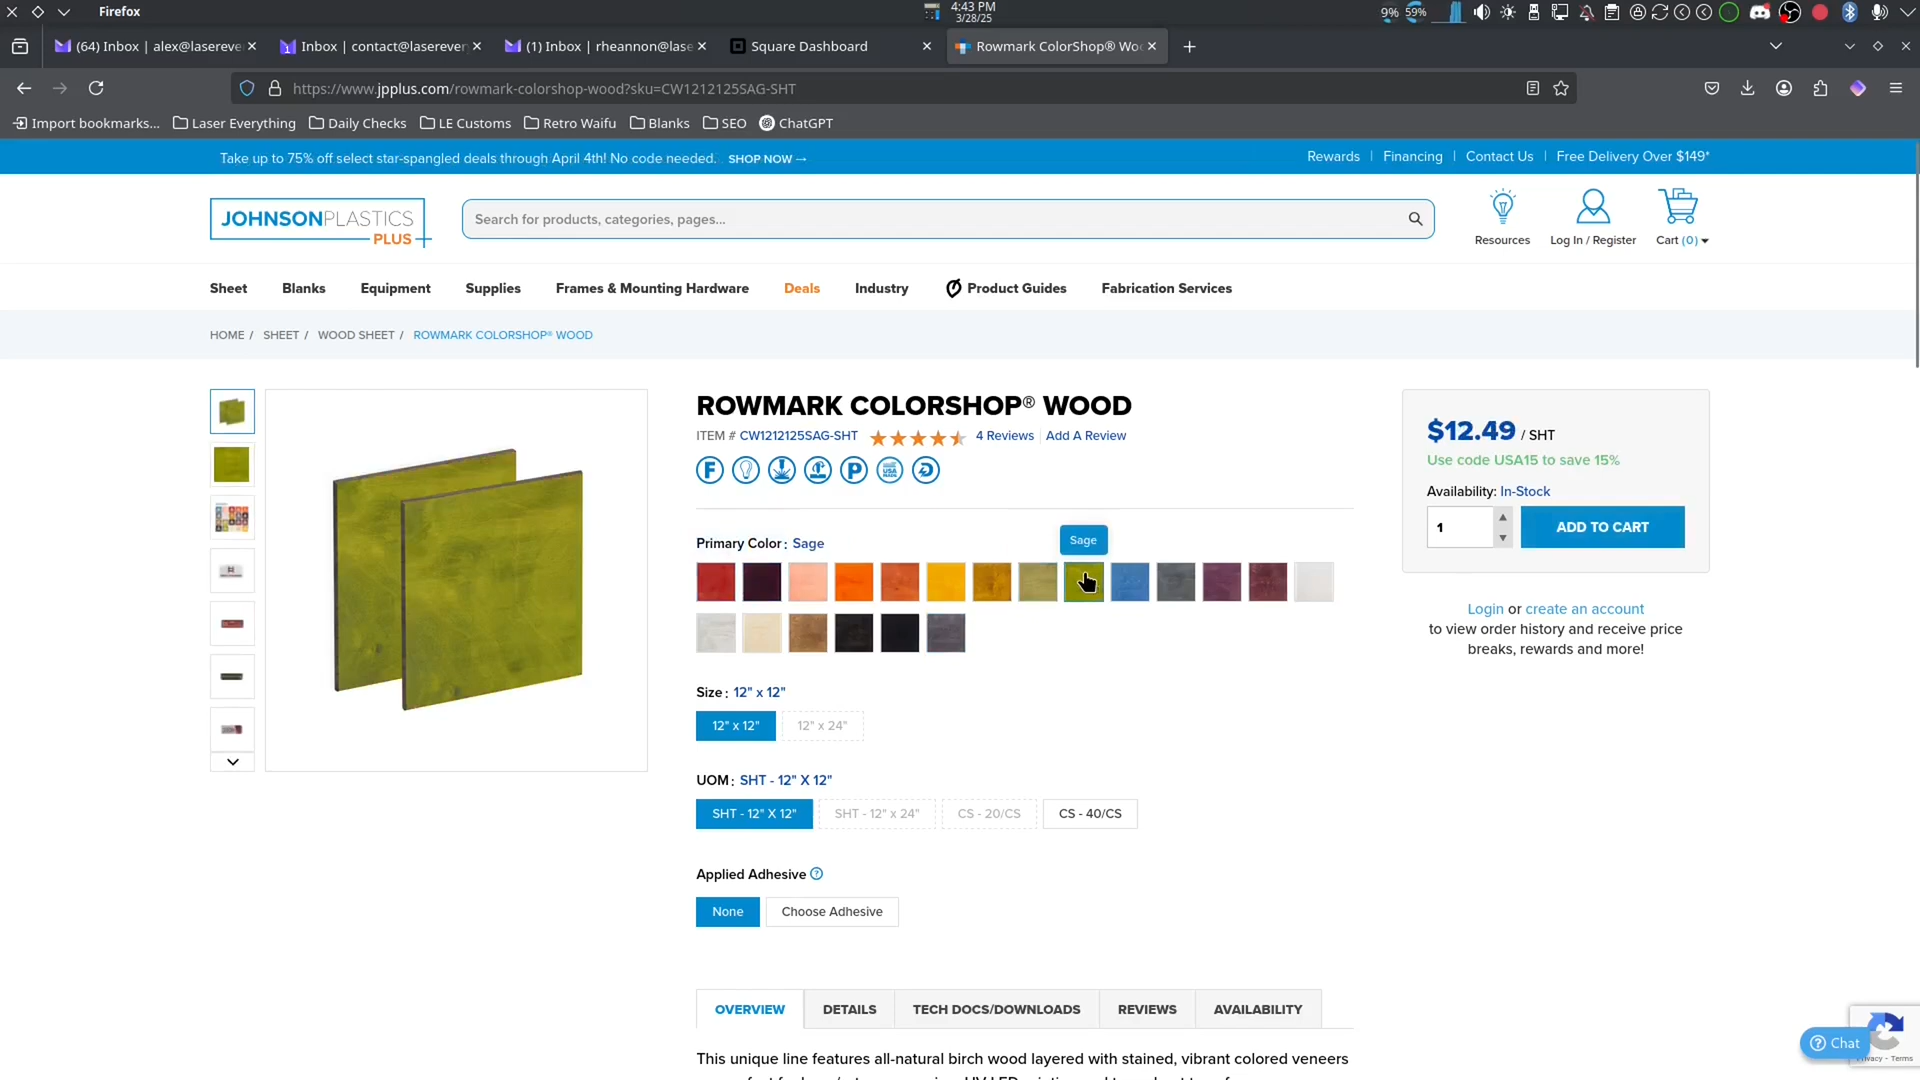 Firefox
4:43 PM
3/28/25
9% 59%
(64) Inbox | alex@lasereve
Inbox | contact@laserever
(1) Inbox | rheannon@lase
Square Dashboard
Rowmark ColorShop® Wo
https://www.jpplus.com/rowmark-colorshop-wood?sku=CW1212125SAG-SHT
Import bookmarks...
Laser Everything
Daily Checks
LE Customs
Retro Waifu
Blanks
SEO
ChatGPT
Take up to 75% off select star-spangled deals through April 4th! No code needed. SHOP NOW →
Rewards | Financing | Contact Us | Free Delivery Over $149*
JOHNSONPLASTICS
PLUS
Search for products, categories, pages...
Resources
Log In / Register
Cart (0)
Sheet
Blanks
Equipment
Supplies
Frames & Mounting Hardware
Deals
Industry
Product Guides
Fabrication Services
HOME / SHEET / WOOD SHEET / ROWMARK COLORSHOP® WOOD
ROWMARK COLORSHOP® WOOD
ITEM # CW1212125SAG-SHT 4 Reviews | Add A Review
Primary Color : Sage
Sage
Size : 12" x 12"
12" x 12"
12" x 24"
UOM : SHT - 12" X 12"
SHT - 12" X 12"
SHT - 12" x 24"
CS - 20/CS
CS - 40/CS
Applied Adhesive ?
None
Choose Adhesive
$12.49 / SHT
Use code USA15 to save 15%
Availability: In-Stock
1
ADD TO CART
Login or create an account
to view order history and receive price
breaks, rewards and more!
OVERVIEW
DETAILS
TECH DOCS/DOWNLOADS
REVIEWS
AVAILABILITY
This unique line features all-natural birch wood layered with stained, vibrant colored veneers
Chat
Privacy - Terms